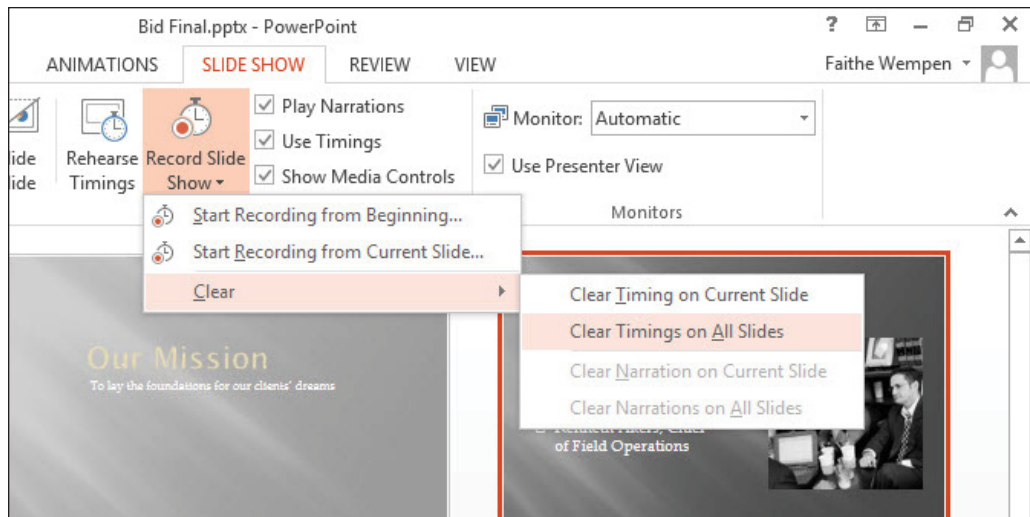 Bid Final.pptx - PowerPoint
?
ANIMATIONS SLIDE SHOW REVIEW VIEW
Faithe Wempen
ide
ide
Rehearse
Timings
Record Slide
Show
Play Narrations
Use Timings
Show Media Controls
Monitor: Automatic
Use Presenter View
Monitors
Start Recording from Beginning...
Start Recording from Current Slide...
Clear
Clear Timing on Current Slide
Clear Timings on All Slides
Clear Narration on Current Slide
Clear Narrations on All Slides
Our Mission
To lay the foundations for our clients' dreams
of Field Operations